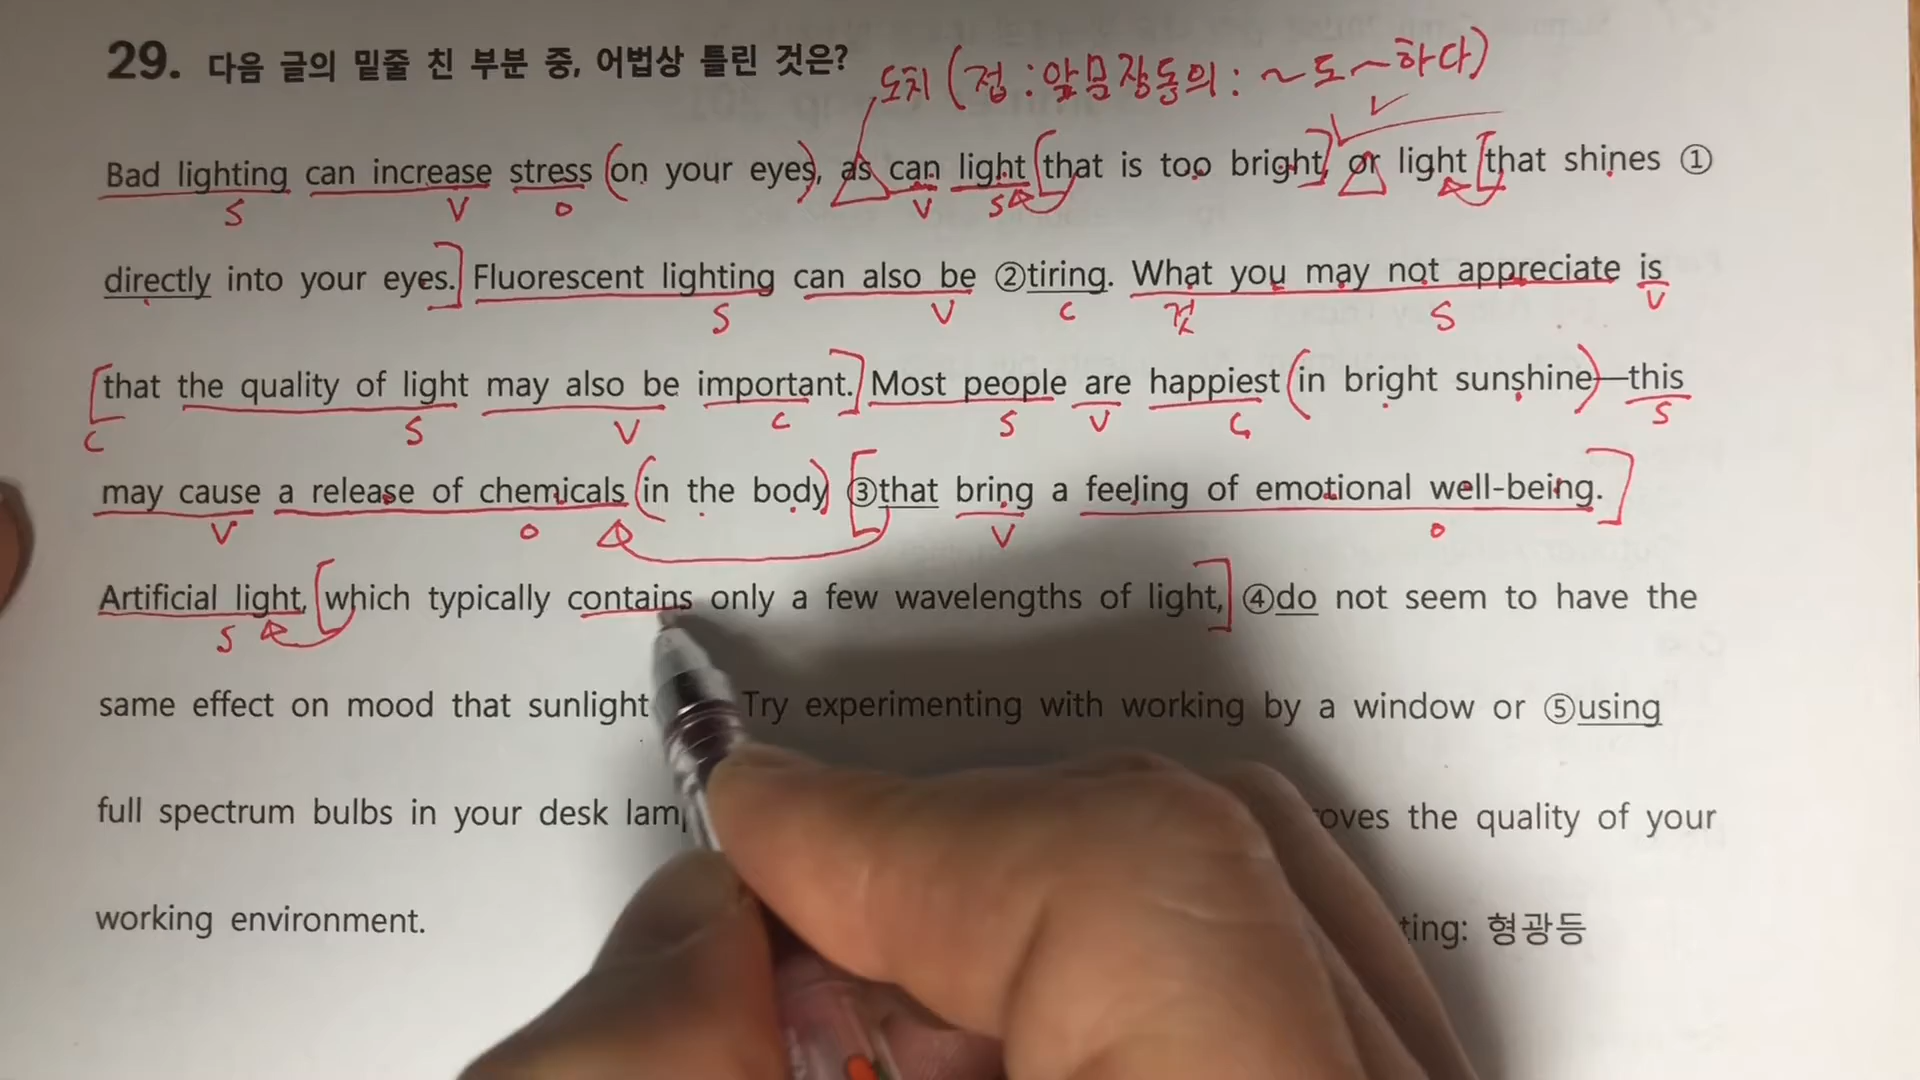 29. 다음 글의 밑줄 친 부분 중, 어법상 틀린 것은?
도치 (접 : 앞문장동의 : ~도 ~하다)
Bad lighting can increase stress (on your eyes), as can light [that is too bright] or light [that shines ①
S V O V S
directly into your eyes.] Fluorescent lighting can also be ②tiring. What you may not appreciate is
S V C 것 S V
[that the quality of light may also be important.] Most people are happiest (in bright sunshine)—this
C S V C S V C S
may cause a release of chemicals (in the body) [③that bring a feeling of emotional well-being.]
V O V O
Artificial light, [which typically contains only a few wavelengths of light,] ④do not seem to have the
S
same effect on mood that sunlight Try experimenting with working by a window or ⑤using
full spectrum bulbs in your desk lam oves the quality of your
working environment. ting: 형광등